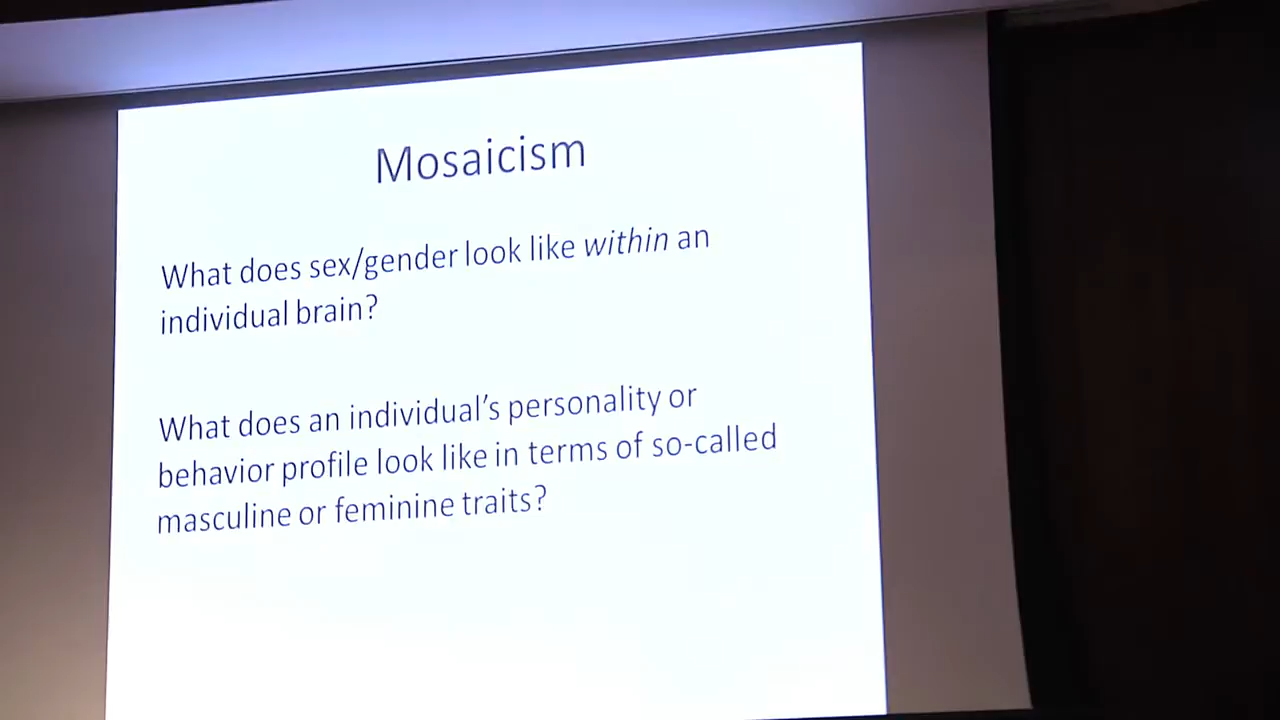 Mosaicism
What does sex/gender look like within an
individual brain?
What does an individual's personality or
behavior profile look like in terms of so-called
masculine or feminine traits?